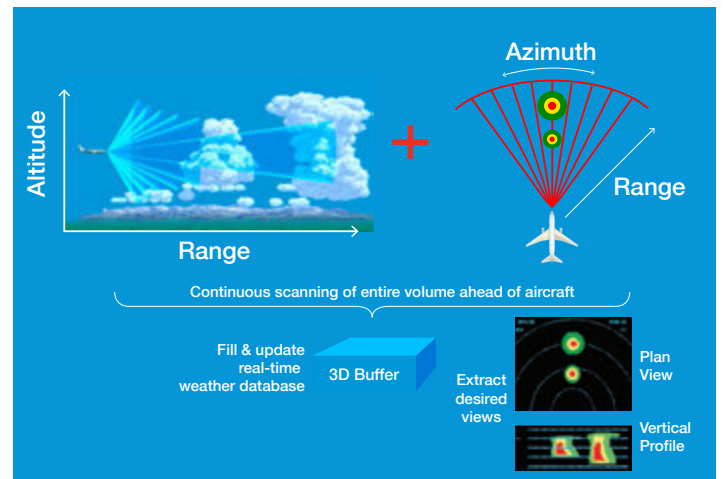 Altitude
Range
Azimuth
Range
Continuous scanning of entire volume ahead of aircraft
Fill & update
real-time
weather database
3D Buffer
Extract
desired
views
Plan
View
Vertical
Profile